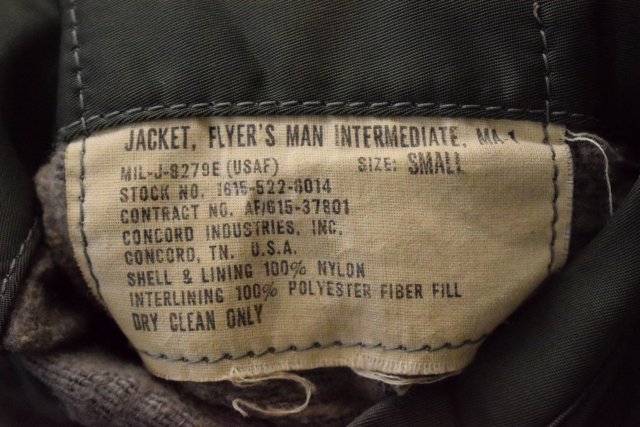 JACKET, FLYER'S MAN INTERMEDIATE, MA-1
MIL-J-8279E (USAF) SIZE: SMALL
STOCK NO. 1615-522-6014
CONTRACT NO. AF/615-37801
CONCORD INDUSTRIES, INC.
CONCORD, TN. U.S.A.
SHELL & LINING 100% NYLON
INTERLINING 100% POLYESTER FIBER FILL
DRY CLEAN ONLY